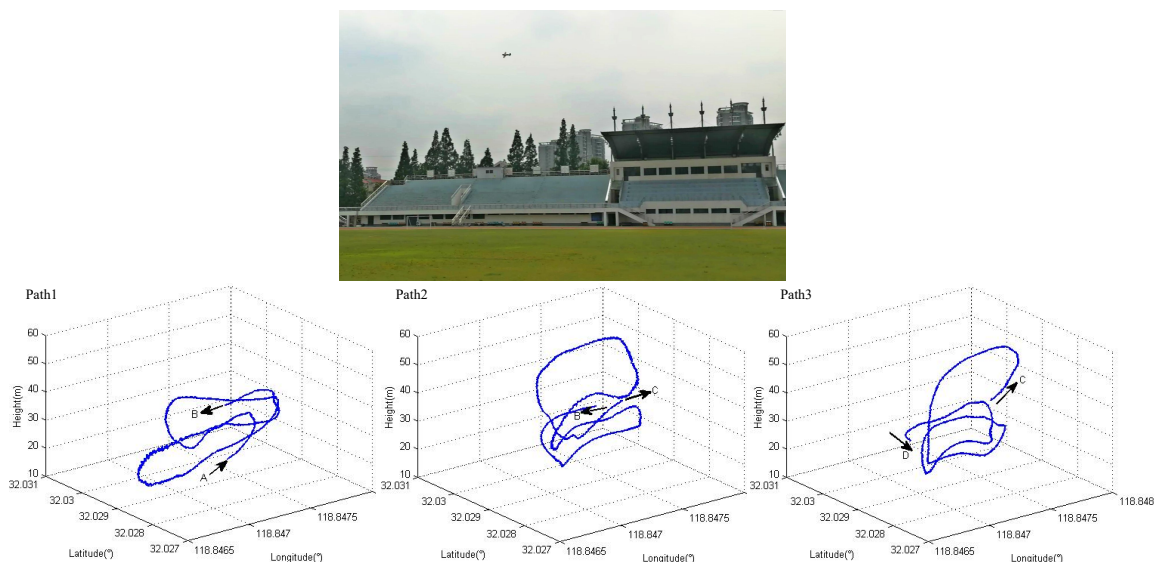 Path1
60
50
40
30
20
10
Height(m)
B
A
32.031
32.03
32.029
32.028
32.027
118.8465
118.847
118.8475
Latitude(°)
Longitude(°)
Path2
60
50
40
30
20
10
Height(m)
B
C
32.031
32.03
32.029
32.028
32.027
118.8465
118.847
118.8475
Latitude(°)
Longitude(°)
Path3
60
50
40
30
20
10
Height(m)
C
D
32.031
32.03
32.029
32.028
32.027
118.8465
118.847
118.8475
118.848
Latitude(°)
Longitude(°)